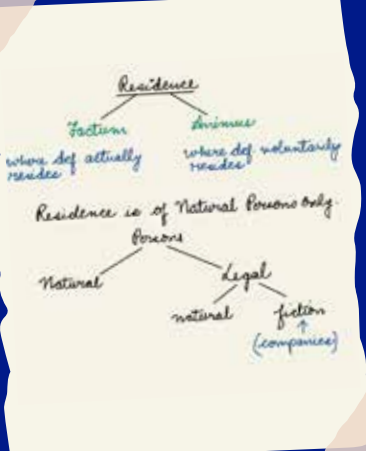 Residence
Factum Animus
where def actually where def voluntarily
resides resides
Residence is of Natural Persons only.
Persons
Natural Legal
natural fiction
(companies)